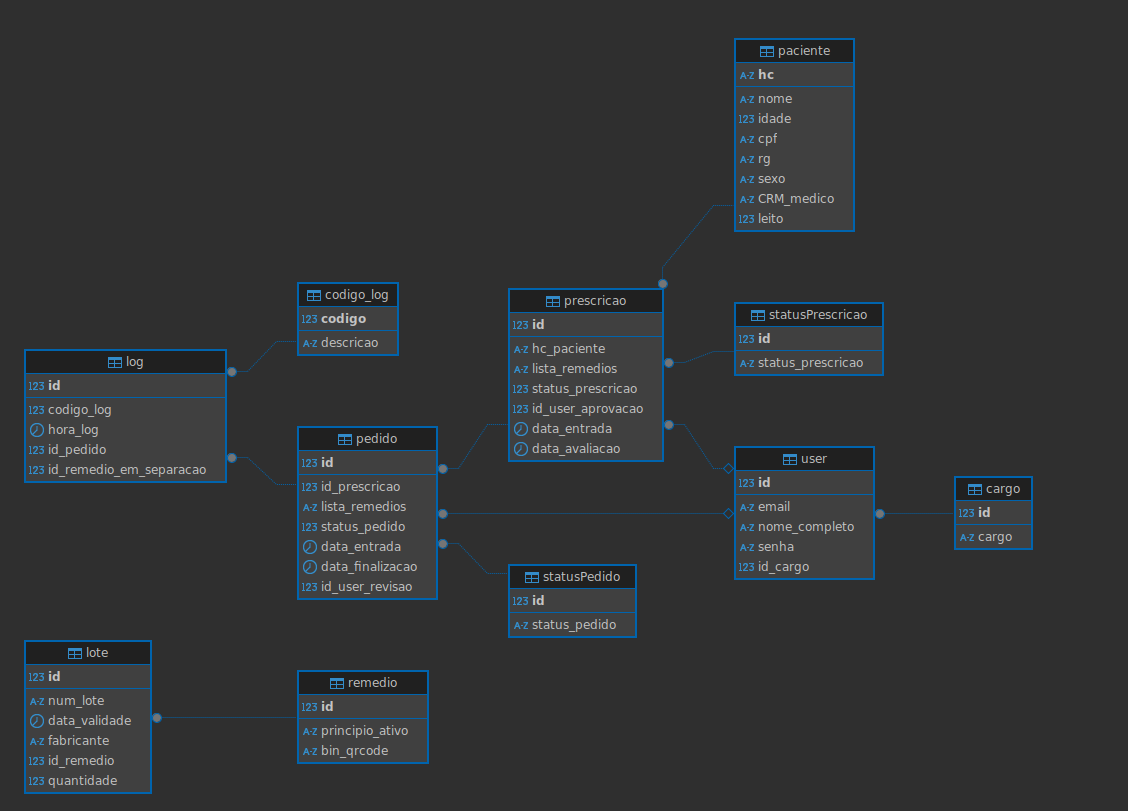 paciente
A-Z hc
A-Z nome
123 idade
A-Z cpf
A-Z rg
A-Z sexo
A-Z CRM_medico
123 leito
codigo_log
123 codigo
A-Z descricao
prescricao
123 id
A-Z hc_paciente
A-Z lista_remedios
123 status_prescricao
123 id_user_aprovacao
data_entrada
data_avaliacao
statusPrescricao
123 id
A-Z status_prescricao
log
123 id
123 codigo_log
hora_log
123 id_pedido
123 id_remedio_em_separacao
pedido
123 id
123 id_prescricao
A-Z lista_remedios
123 status_pedido
data_entrada
data_finalizacao
123 id_user_revisao
user
123 id
A-Z email
A-Z nome_completo
A-Z senha
123 id_cargo
cargo
123 id
A-Z cargo
statusPedido
123 id
A-Z status_pedido
lote
123 id
A-Z num_lote
data_validade
A-Z fabricante
123 id_remedio
123 quantidade
remedio
123 id
A-Z principio_ativo
A-Z bin_qrcode